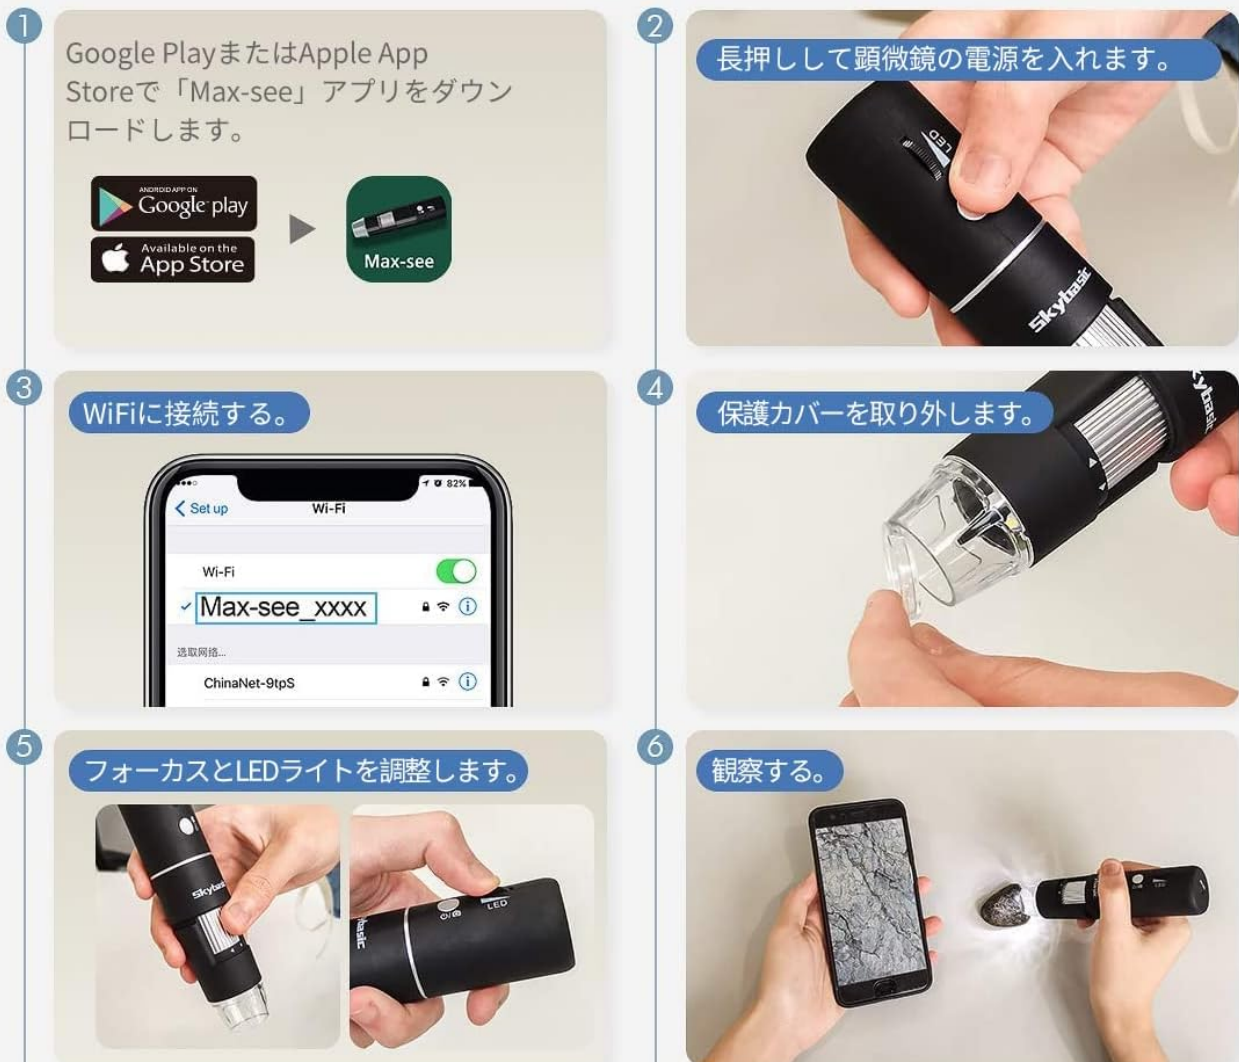 1
Google PlayまたはApple App
Storeで「Max-see」アプリをダウン
ロードします。
ANDROID APP ON
Google play
Available on the
App Store
Max-see
2
長押しして顕微鏡の電源を入れます。
LED
Skybasic
3
WiFiに接続する。
82%
Set up
Wi-Fi
Wi-Fi
Max-see_xxxx
选取网络...
ChinaNet-9tpS
4
保護カバーを取り外します。
kybasic
5
フォーカスとLEDライトを調整します。
Skybasic
LED
basic
6
観察する。
LED